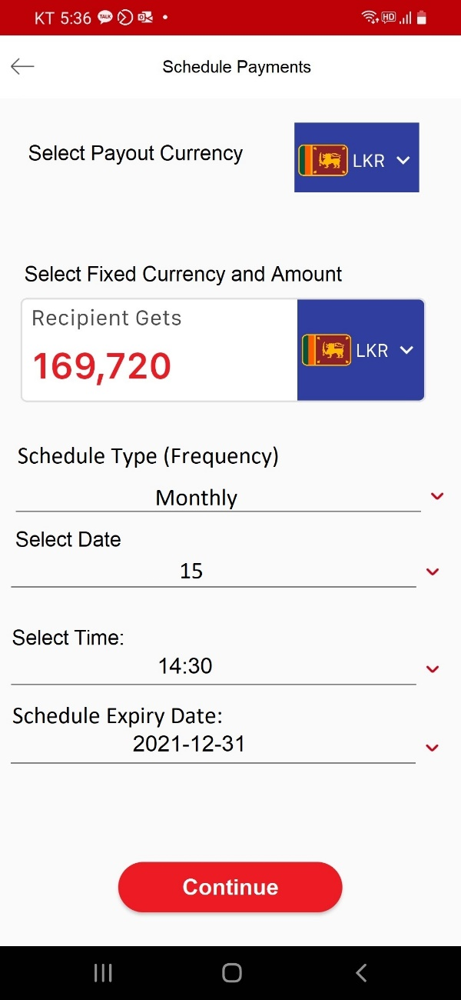 KT 5:36 TALK HD
Schedule Payments
Select Payout Currency
LKR
Select Fixed Currency and Amount
Recipient Gets
169,720
LKR
Schedule Type (Frequency)
Monthly
Select Date
15
Select Time:
14:30
Schedule Expiry Date:
2021-12-31
Continue